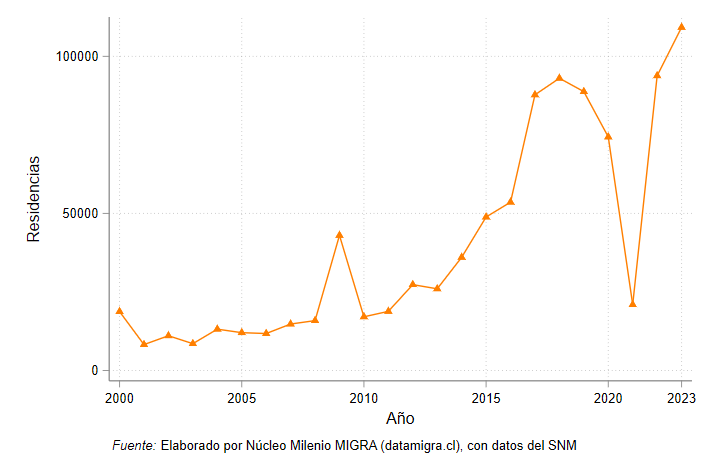 100000
50000
0
Residencias
2000 2005 2010 2015 2020 2023
Año
Fuente: Elaborado por Núcleo Milenio MIGRA (datamigra.cl), con datos del SNM